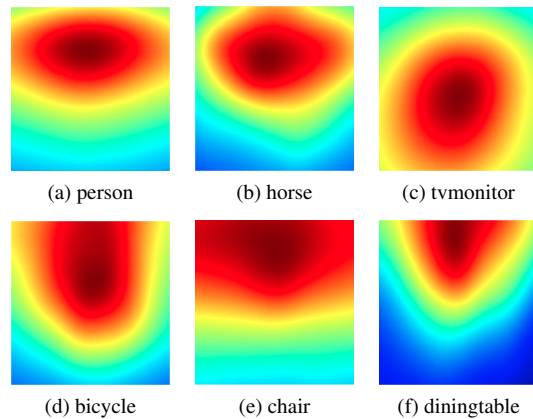 (a) person
(b) horse
(c) tvmonitor
(d) bicycle
(e) chair
(f) diningtable